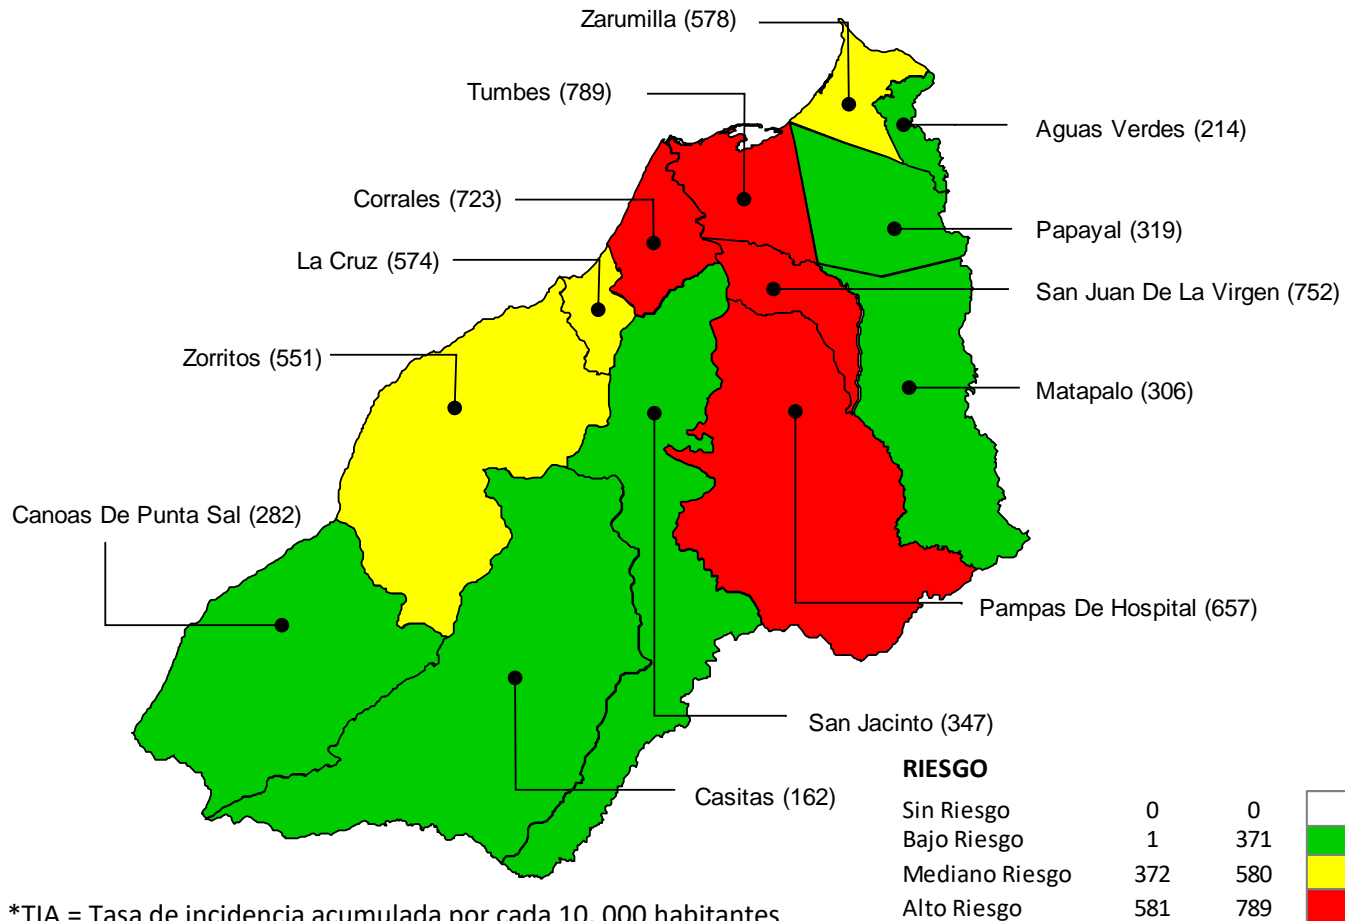 Zarumilla (578)
Tumbes (789)
Aguas Verdes (214)
Corrales (723)
Papayal (319)
La Cruz (574)
San Juan De La Virgen (752)
Zorritos (551)
Matapalo (306)
Canoas De Punta Sal (282)
Pampas De Hospital (657)
San Jacinto (347)
Casitas (162)
RIESGO
Sin Riesgo 0 0
Bajo Riesgo 1 371
Mediano Riesgo 372 580
Alto Riesgo 581 789
*TIA = Tasa de incidencia acumulada por cada 10, 000 habitantes